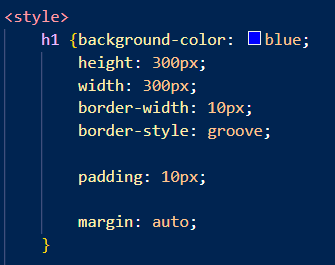 <style>
h1 {background-color: blue;
height: 300px;
width: 300px;
border-width: 10px;
border-style: groove;
padding: 10px;
margin: auto;
}